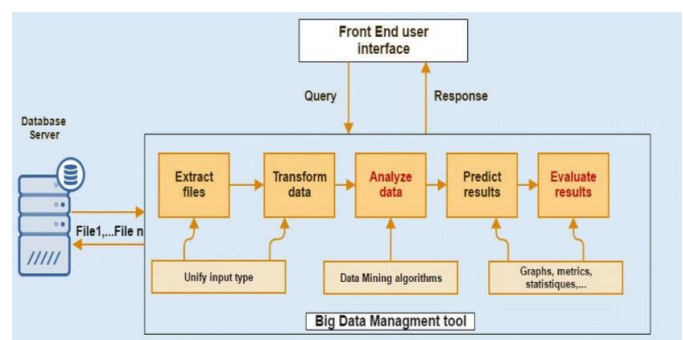 Front End user
interface
Query
Response
Database
Server
File1,...File n
Extract
files
Transform
data
Analyze
data
Predict
results
Evaluate
results
Unify input type
Data Mining algorithms
Graphs, metrics,
statistiques,...
Big Data Managment tool